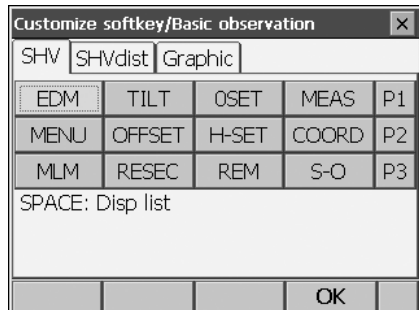 Customize softkey/Basic observation ×
SHV SHVdist Graphic
EDM TILT 0SET MEAS P1
MENU OFFSET H-SET COORD P2
MLM RESEC REM S-O P3
SPACE: Disp list
OK